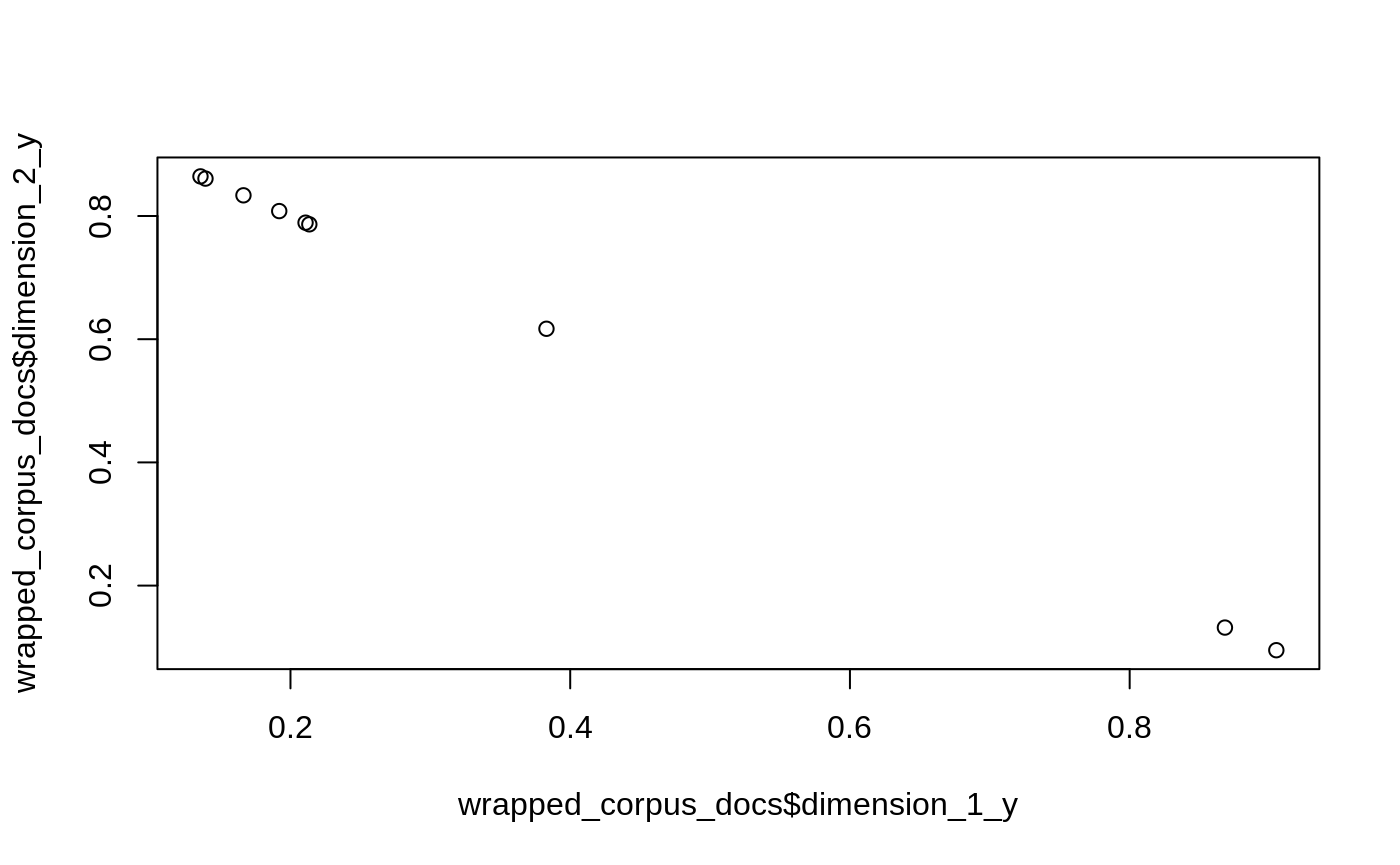 wrapped_corpus_docs$dimension_2_y
0.8
0.6
0.4
0.2
0.2 0.4 0.6 0.8
wrapped_corpus_docs$dimension_1_y